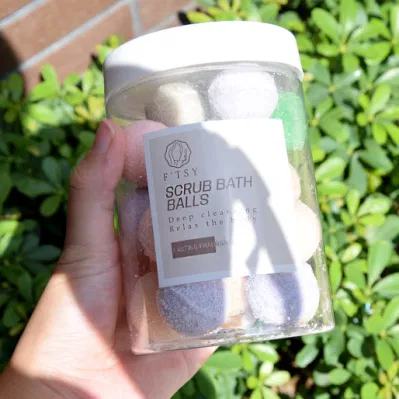 F'TSY
SCRUB BATH
BALLS
Deep cleansing
Relax the body